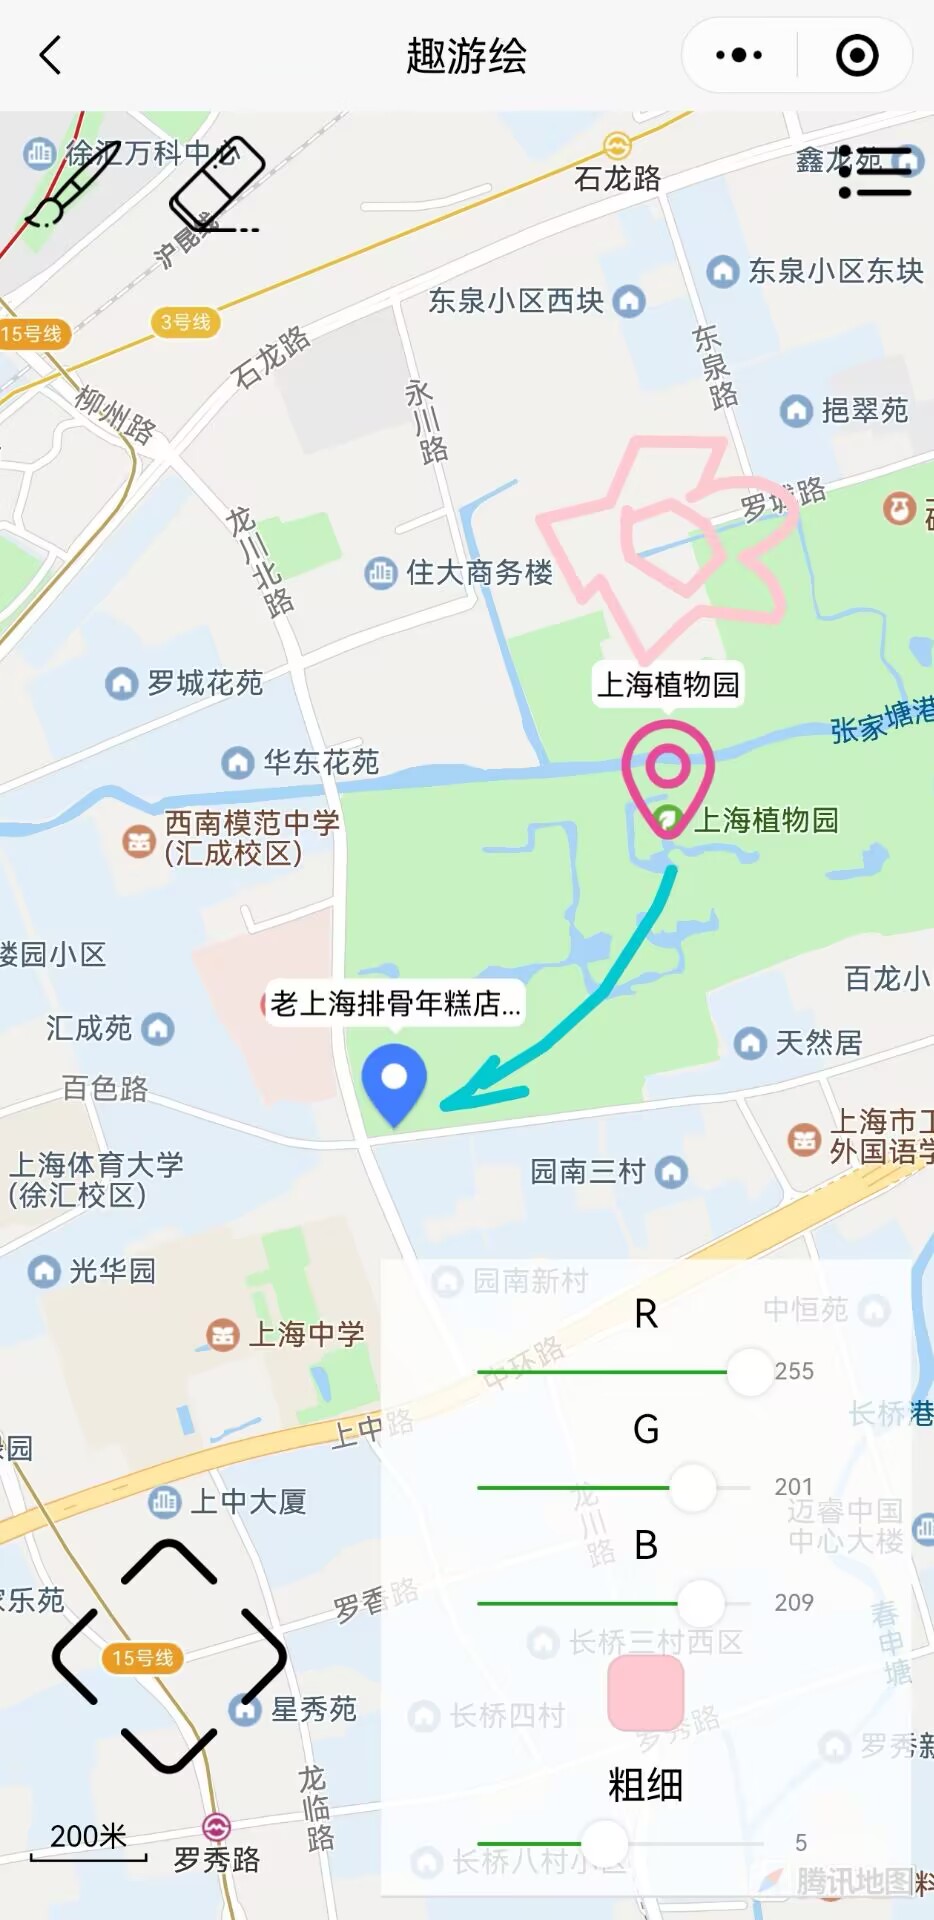 趣游绘
徐汇万科中心
石龙路
鑫龙苑
沪昆线
东泉小区东块
东泉小区西块
15号线
3号线
石龙路
东泉路
柳州路
永川路
挹翠苑
罗城路
龙川北路
住大商务楼
上海植物园
罗城花苑
张家塘港
华东花苑
上海植物园
西南模范中学
(汇成校区)
楼园小区
百龙小
老上海排骨年糕店...
汇成苑
天然居
百色路
上海市工
外国语学
上海体育大学
(徐汇校区)
园南三村
光华园
园南新村
中恒苑
R
上海中学
中环路
255
长桥港
上中路
G
园
上中大厦
龙川路
201
迈睿中国
中心大楼
B
家乐苑
罗香路
209
春申塘
15号线
长桥三村西区
星秀苑
长桥四村
罗秀路
罗秀新
粗细
龙临路
200米
5
罗秀路
长桥八村小区
腾讯地图
料